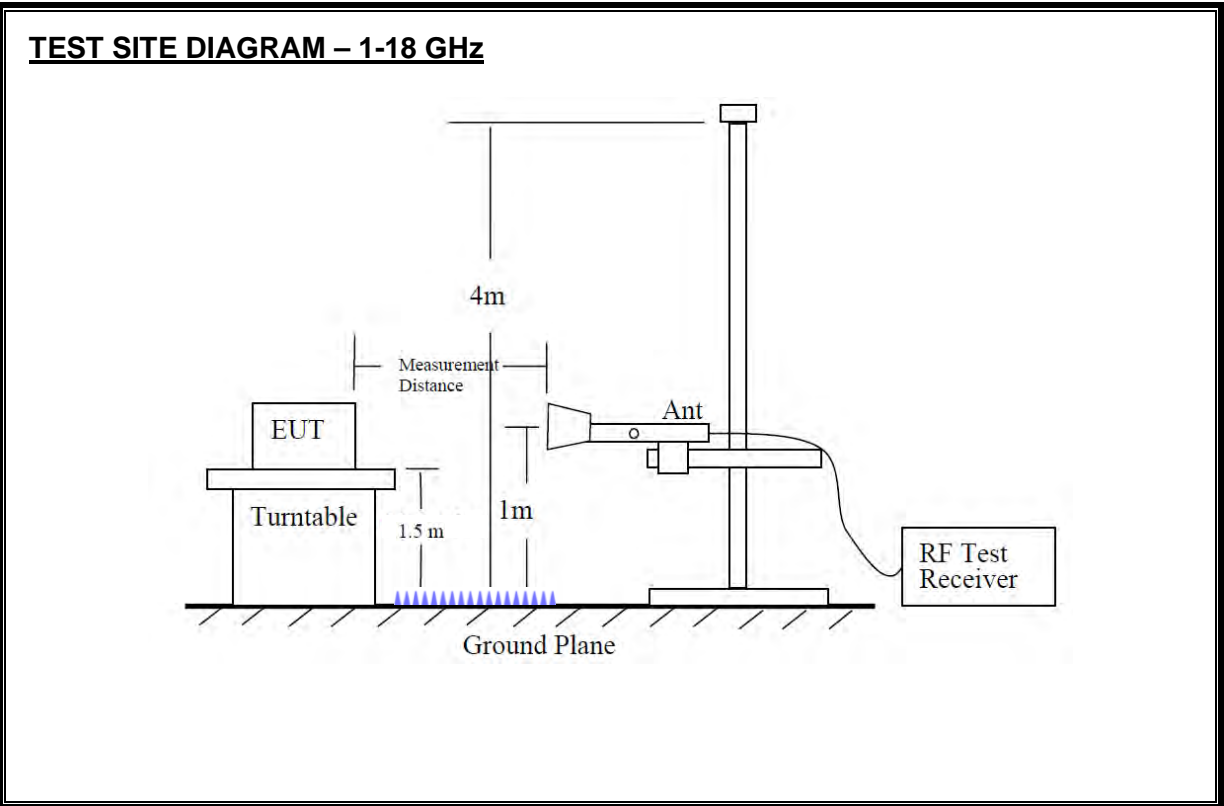 TEST SITE DIAGRAM – 1-18 GHz
4m
Measurement
Distance
EUT
Ant
Turntable
1.5 m
1m
RF Test
Receiver
Ground Plane